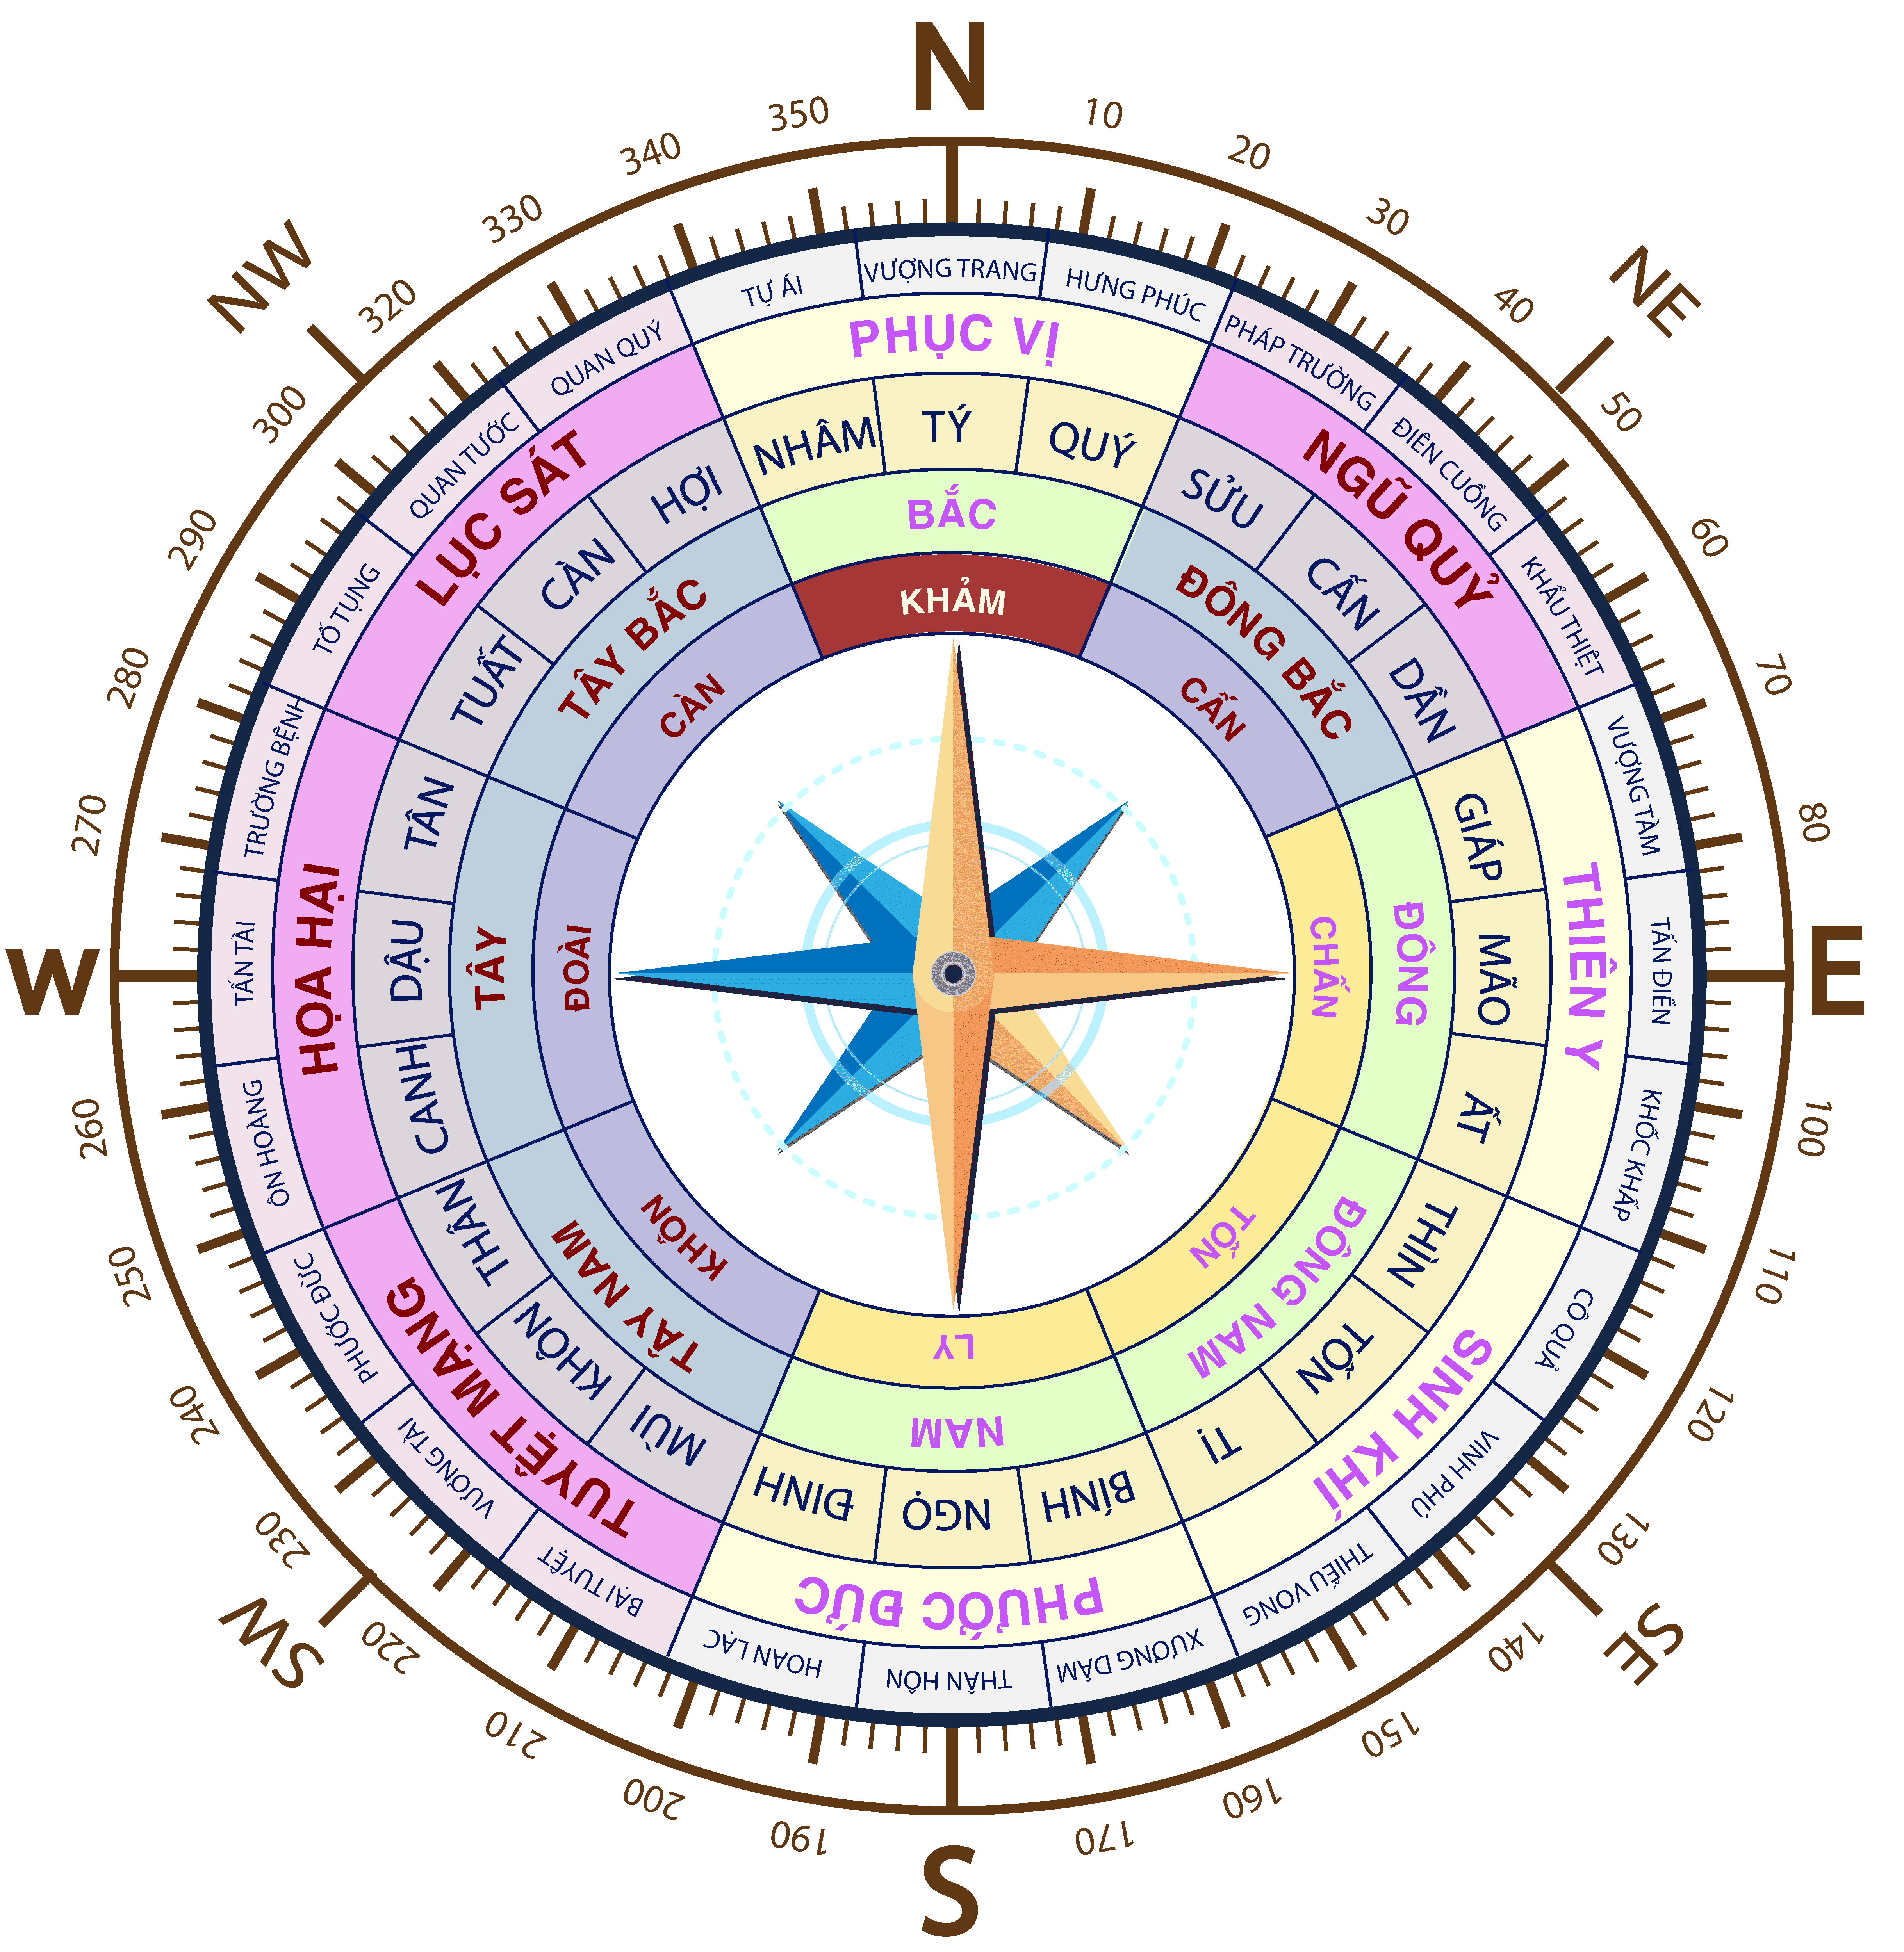 N
10
20
30
40
NE
50
60
70
80
E
100
110
120
130
SE
140
150
160
170
S
190
200
210
220
SW
230
240
250
260
W
270
280
290
300
NW
320
330
340
350
TỰ ÁI
VƯỢNG TRANG
HƯNG PHÚC
PHÁP TRƯỜNG
ĐIÊN CUỒNG
KHẨU THIỆT
VƯỢNG TÀM
TẤN ĐIỀN
KHỐC KHẤP
CÔ QUẢ
VINH PHÚ
THIẾU VONG
XƯƠNG DÂM
THÂN HÔN
HOAN LẠC
BẠI TUYỆT
VƯỢNG TÀI
PHƯỚC ĐỨC
ÔN HOÀNG
TẤN TÀI
TRƯỜNG BỆNH
TỐ TỤNG
QUAN TƯỚC
QUAN QUÝ
PHỤC VỊ
NGŨ QUỶ
THIÊN Y
SINH KHÍ
PHƯỚC ĐỨC
TUYỆT MẠNG
HỌA HẠI
LỤC SÁT
NHÂM
TÝ
QUÝ
SỬU
CẤN
DẦN
GIÁP
MÃO
ẤT
THÌN
TỐN
TỊ
BÍNH
NGỌ
ĐINH
MÙI
KHÔN
THÂN
CANH
DẬU
TÂN
TUẤT
CÀN
HỢI
BẮC
ĐÔNG BẮC
ĐÔNG
ĐÔNG NAM
NAM
TÂY NAM
TÂY
TÂY BẮC
KHẢM
CẤN
CHẤN
TỐN
LY
KHÔN
ĐOÀI
CÀN